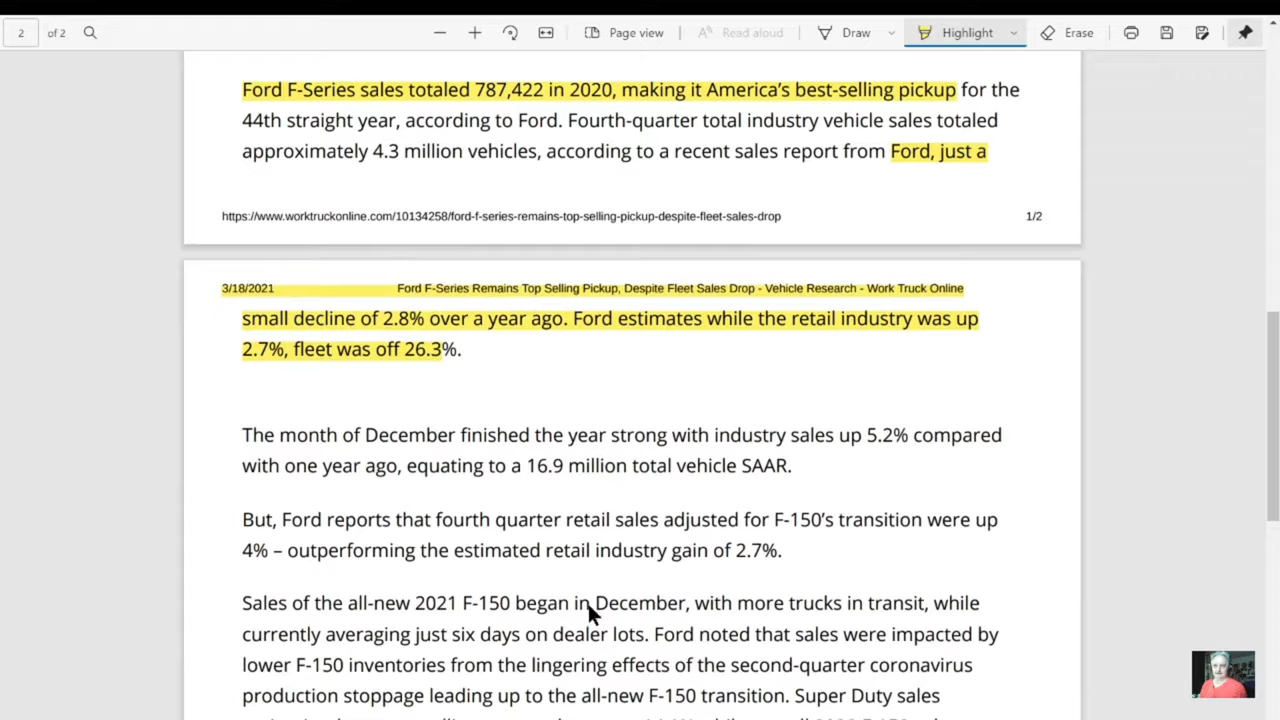 2 of 2 Page view Read aloud Draw Highlight Erase
Ford F-Series sales totaled 787,422 in 2020, making it America’s best-selling pickup for the
44th straight year, according to Ford. Fourth-quarter total industry vehicle sales totaled
approximately 4.3 million vehicles, according to a recent sales report from Ford, just a
https://www.worktruckonline.com/10134258/ford-f-series-remains-top-selling-pickup-despite-fleet-sales-drop 1/2
3/18/2021 Ford F-Series Remains Top Selling Pickup, Despite Fleet Sales Drop - Vehicle Research - Work Truck Online
small decline of 2.8% over a year ago. Ford estimates while the retail industry was up
2.7%, fleet was off 26.3%.
The month of December finished the year strong with industry sales up 5.2% compared
with one year ago, equating to a 16.9 million total vehicle SAAR.
But, Ford reports that fourth quarter retail sales adjusted for F-150’s transition were up
4% – outperforming the estimated retail industry gain of 2.7%.
Sales of the all-new 2021 F-150 began in December, with more trucks in transit, while
currently averaging just six days on dealer lots. Ford noted that sales were impacted by
lower F-150 inventories from the lingering effects of the second-quarter coronavirus
production stoppage leading up to the all-new F-150 transition. Super Duty sales